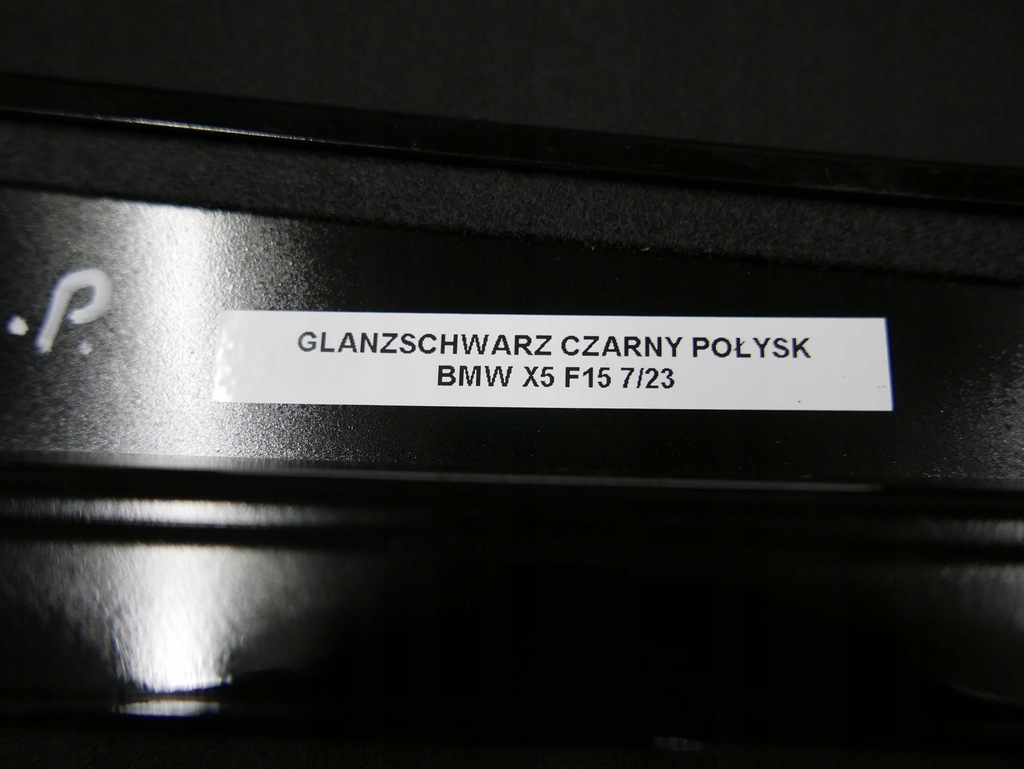 .P
GLANZSCHWARZ CZARNY POŁYSK
BMW X5 F15 7/23